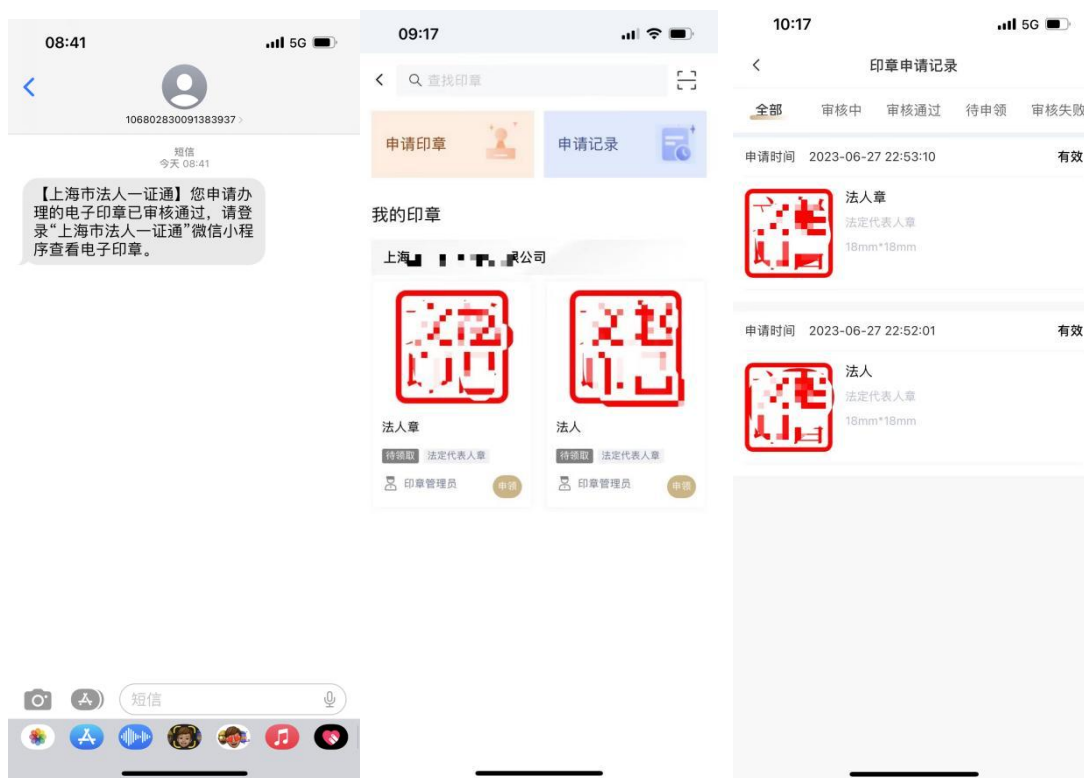 08:41
5G
106802830091383937
短信
今天 08:41
【上海市法人一证通】您申请办
理的电子印章已审核通过，请登
录“上海市法人一证通”微信小程
序查看电子印章。
短信
09:17
查找印章
申请印章
申请记录
我的印章
上海
公司
法人章
待领取 法定代表人章
印章管理员
申领
法人
待领取 法定代表人章
印章管理员
申领
10:17
5G
印章申请记录
全部 审核中 审核通过 待申领 审核失败
申请时间 2023-06-27 22:53:10 有效
法人章
法定代表人章
18mm*18mm
申请时间 2023-06-27 22:52:01 有效
法人
法定代表人章
18mm*18mm